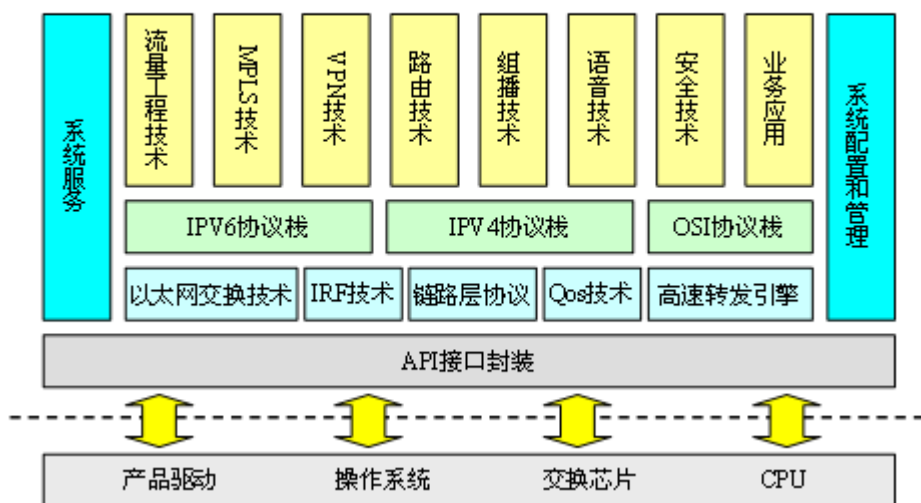 系统服务
流量工程技术
MPLS技术
VPN技术
路由技术
组播技术
语音技术
安全技术
业务应用
系统配置和管理
IPV6协议栈
IPV4协议栈
OSI协议栈
以太网交换技术
IRF技术
链路层协议
Qos技术
高速转发引擎
API接口封装
产品驱动
操作系统
交换芯片
CPU